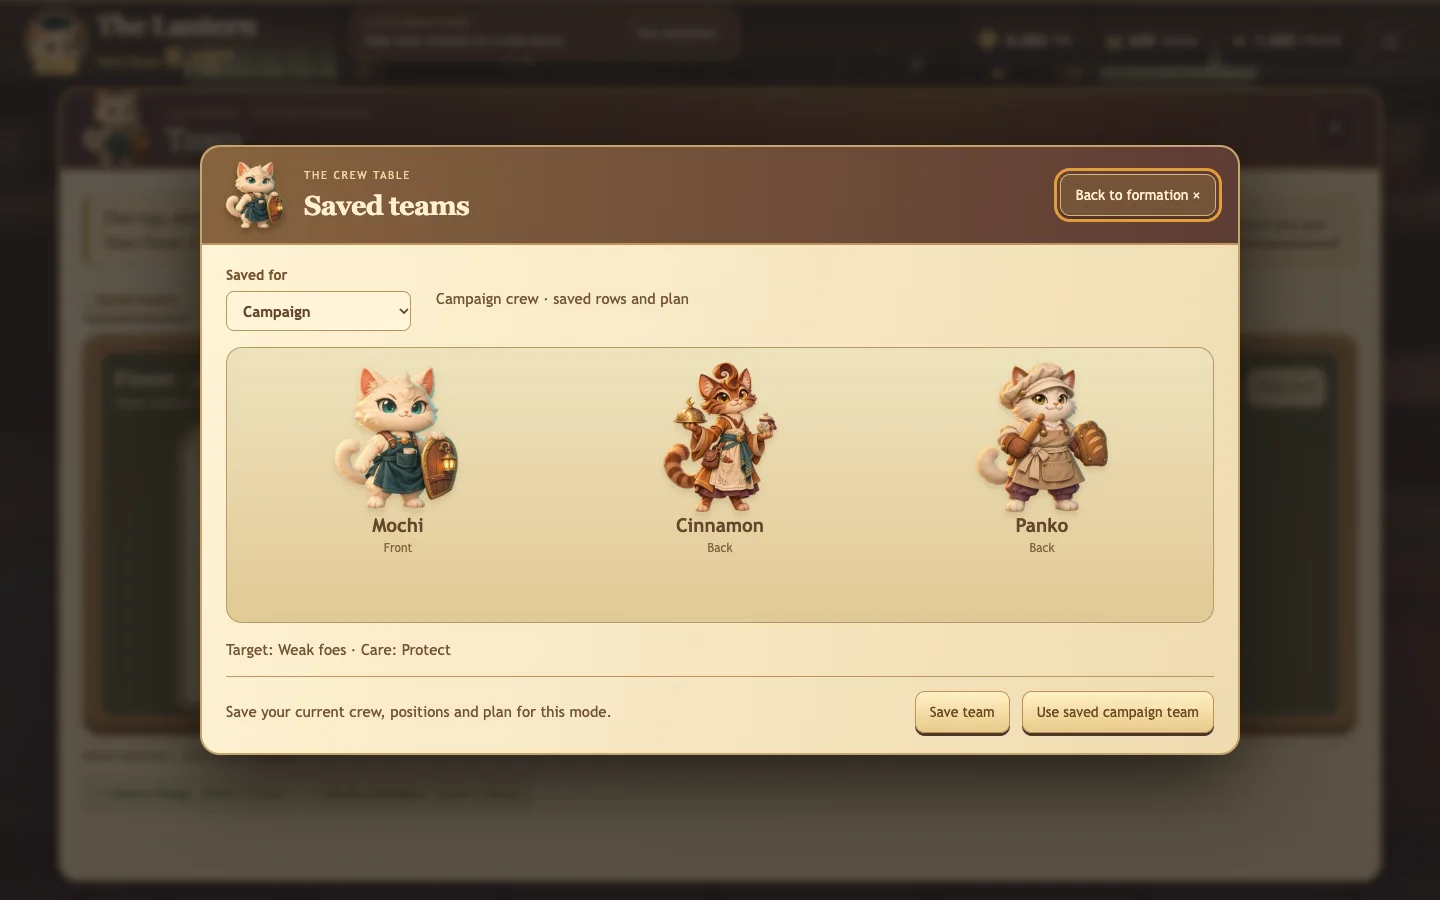 The Lantern
THE CREW TABLE
Saved teams
Back to formation ×
Saved for
Campaign
Campaign crew · saved rows and plan
Mochi
Front
Cinnamon
Back
Panko
Back
Target: Weak foes · Care: Protect
Save your current crew, positions and plan for this mode.
Save team
Use saved campaign team